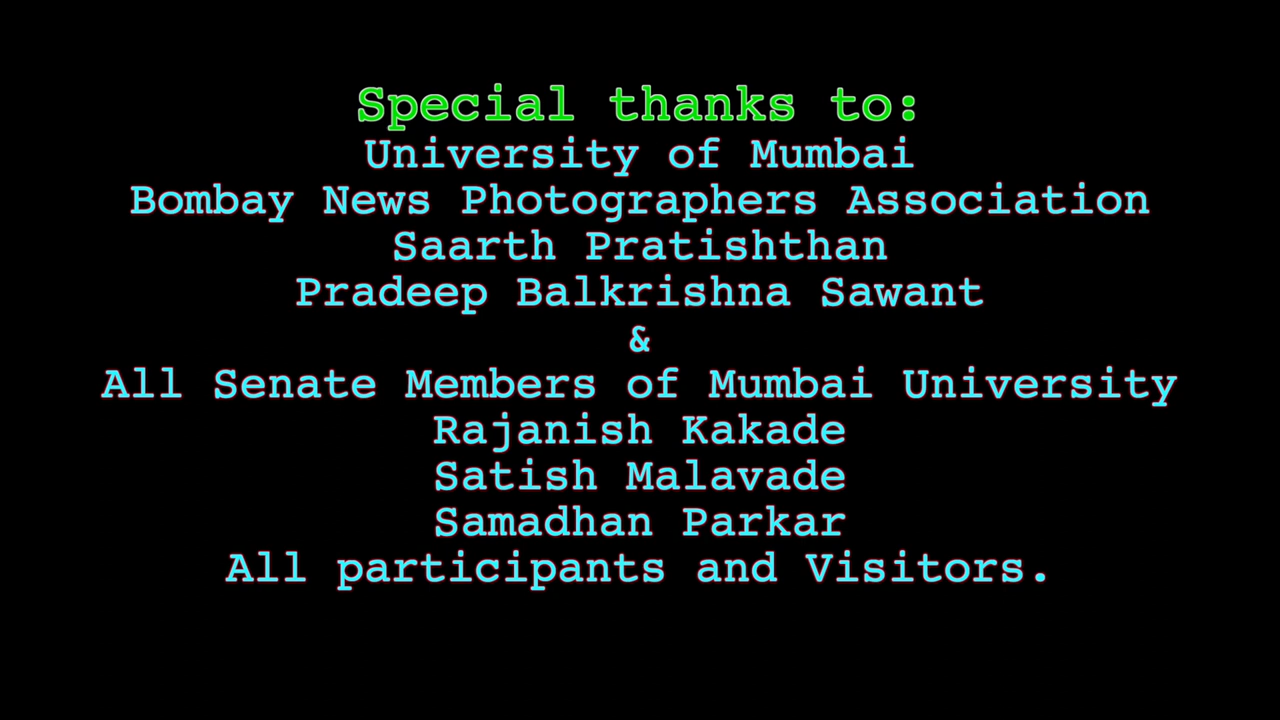 Special thanks to:
University of Mumbai
Bombay News Photographers Association
Saarth Pratishthan
Pradeep Balkrishna Sawant
&
All Senate Members of Mumbai University
Rajanish Kakade
Satish Malavade
Samadhan Parkar
All participants and Visitors.